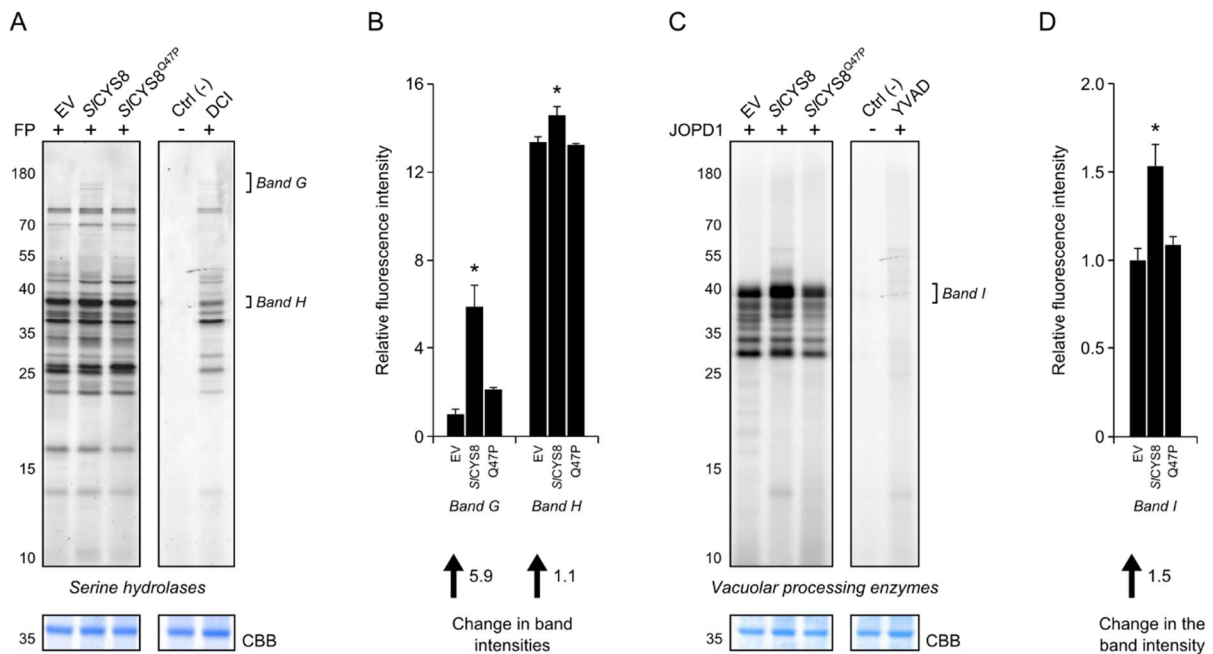 A
EV
SlCYS8
SlCYS8Q47P
Ctrl (-)
DCI
FP + + + - +
180
70
55
40
35
25
15
10
Band G
Band H
Serine hydrolases
35
CBB
B
Relative fluorescence intensity
16
12
8
4
0
*
*
EV
SlCYS8
Q47P
EV
SlCYS8
Q47P
Band G
Band H
5.9
1.1
Change in band
intensities
C
EV
SlCYS8
SlCYS8Q47P
Ctrl (-)
YVAD
JOPD1 + + + - +
180
70
55
40
35
25
15
10
Band I
Vacuolar processing enzymes
35
CBB
D
Relative fluorescence intensity
2.0
1.5
1.0
0.5
0
*
EV
SlCYS8
Q47P
Band I
1.5
Change in the
band intensity